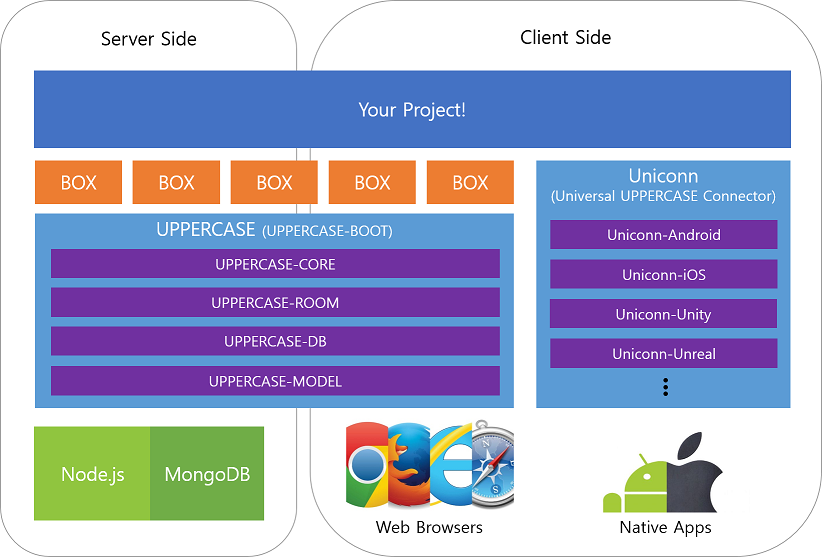 Server Side
Client Side
Your Project!
BOX
BOX
BOX
BOX
BOX
UPPERCASE (UPPERCASE-BOOT)
UPPERCASE-CORE
UPPERCASE-ROOM
UPPERCASE-DB
UPPERCASE-MODEL
Uniconn
(Universal UPPERCASE Connector)
Uniconn-Android
Uniconn-iOS
Uniconn-Unity
Uniconn-Unreal
Node.js
MongoDB
Web Browsers
Native Apps